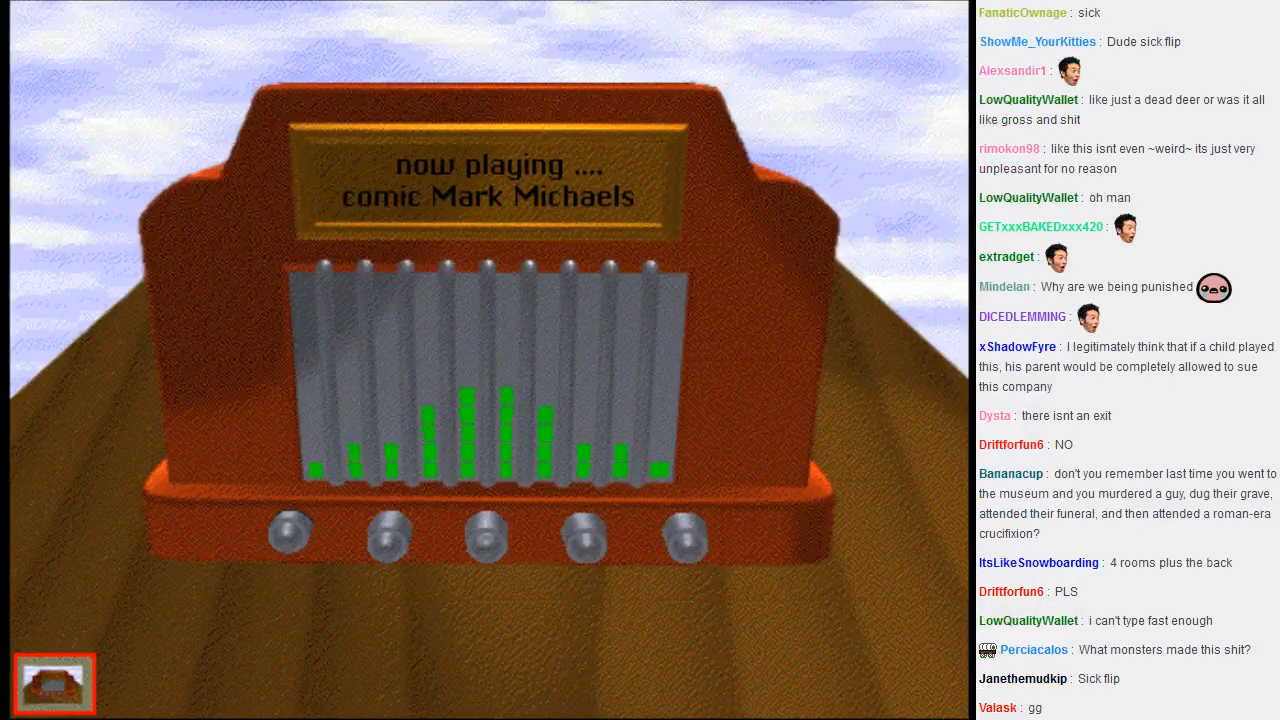 now playing ....
comic Mark Michaels
FanaticOwnage : sick
ShowMe_YourKitties : Dude sick flip
Alexsandir1 :
LowQualityWallet : like just a dead deer or was it all
like gross and shit
rimokon98 : like this isnt even ~weird~ its just very
unpleasant for no reason
LowQualityWallet : oh man
GETxxxBAKEDxxx420 :
extradget :
Mindelan : Why are we being punished
DICEDLEMMING :
xShadowFyre : I legitimately think that if a child played
this, his parent would be completely allowed to sue
this company
Dysta : there isnt an exit
Driftforfun6 : NO
Bananacup : don't you remember last time you went to
the museum and you murdered a guy, dug their grave,
attended their funeral, and then attended a roman-era
crucifixion?
ItsLikeSnowboarding : 4 rooms plus the back
Driftforfun6 : PLS
LowQualityWallet : i can't type fast enough
Perciacalos : What monsters made this shit?
Janethemudkip : Sick flip
Valask : gg